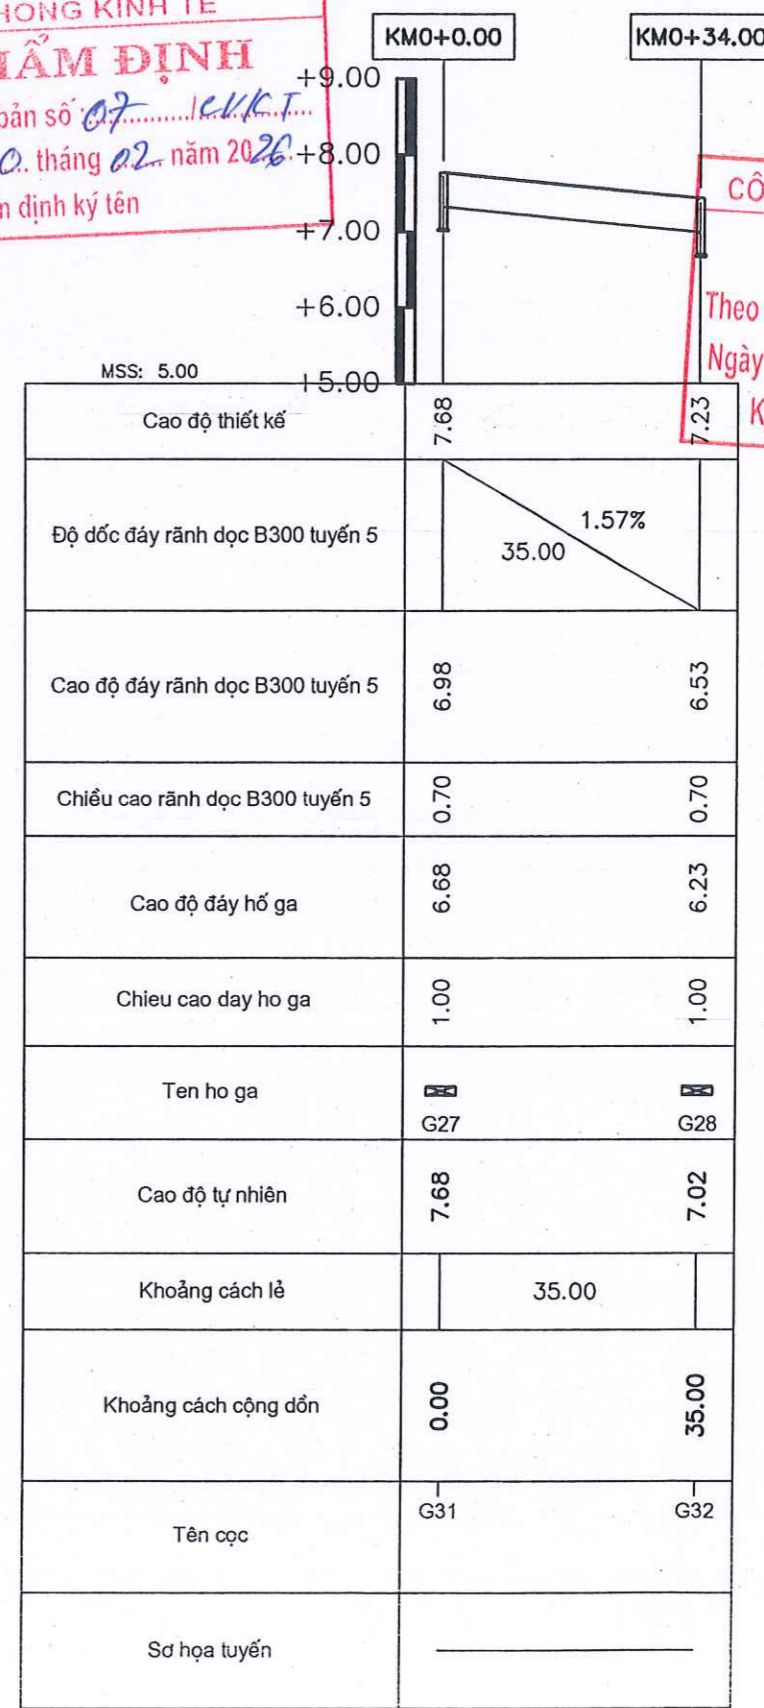 PHÒNG KINH TẾ
HẨM ĐỊNH
bản số: 07 /CV/KT
0.. tháng 02 năm 2026
định ký tên
KM0+0.00
KM0+34.00
+9.00
+8.00
+7.00
+6.00
+5.00
MSS: 5.00
CÔ
Theo
Ngày
K
Cao độ thiết kế
7.68
7.23
Độ dốc đáy rãnh dọc B300 tuyến 5
1.57%
35.00
Cao độ đáy rãnh dọc B300 tuyến 5
6.98
6.53
Chiều cao rãnh dọc B300 tuyến 5
0.70
0.70
Cao độ đáy hố ga
6.68
6.23
Chieu cao day ho ga
1.00
1.00
Ten ho ga
G27
G28
Cao độ tự nhiên
7.68
7.02
Khoảng cách lẻ
35.00
Khoảng cách cộng dồn
0.00
35.00
Tên cọc
G31
G32
Sơ họa tuyến